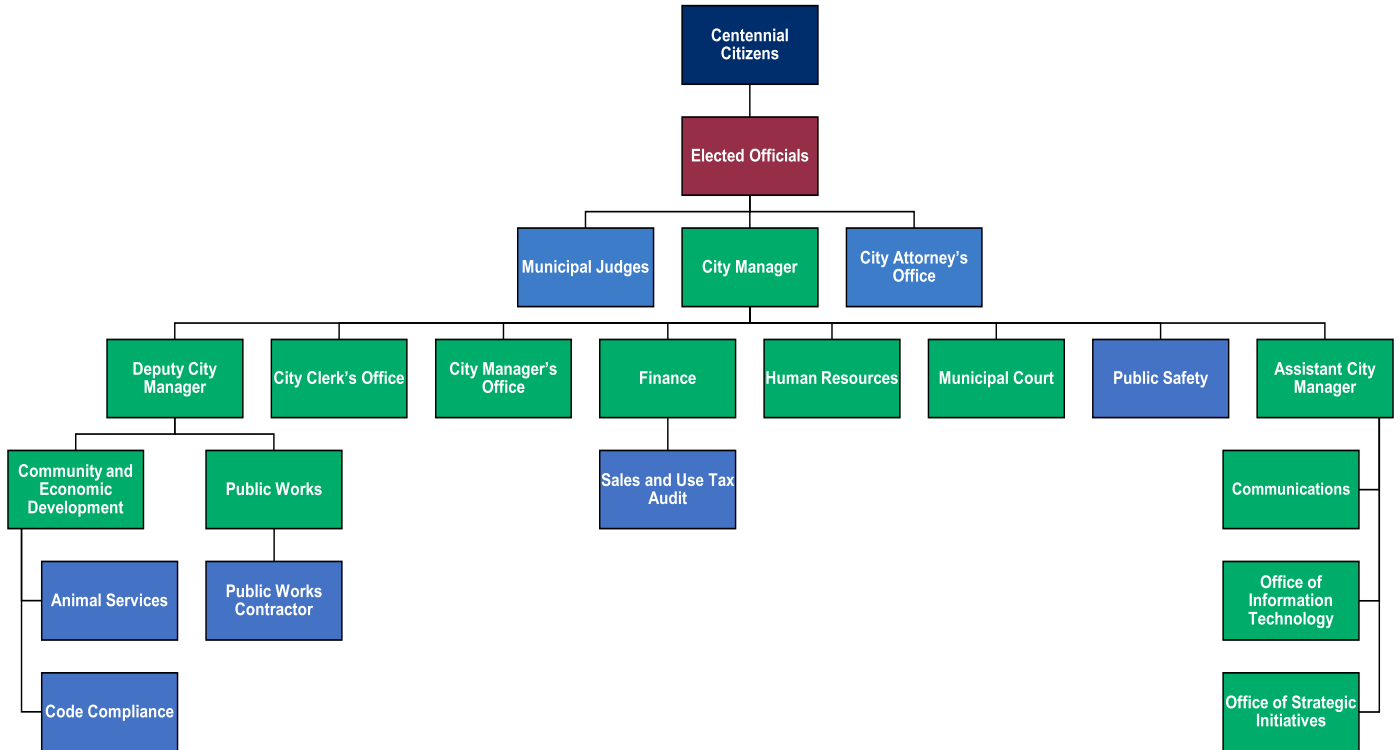 Centennial
Citizens
Elected Officials
Municipal Judges
City Manager
City Attorney’s
Office
Deputy City
Manager
City Clerk’s Office
City Manager’s
Office
Finance
Human Resources
Municipal Court
Public Safety
Assistant City
Manager
Community and
Economic
Development
Public Works
Sales and Use Tax
Audit
Communications
Animal Services
Public Works
Contractor
Office of
Information
Technology
Code Compliance
Office of Strategic
Initiatives